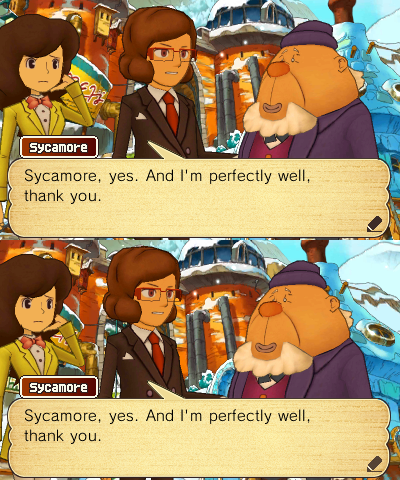 Sycamore
Sycamore, yes. And I'm perfectly well,
thank you.
Sycamore
Sycamore, yes. And I'm perfectly well,
thank you.